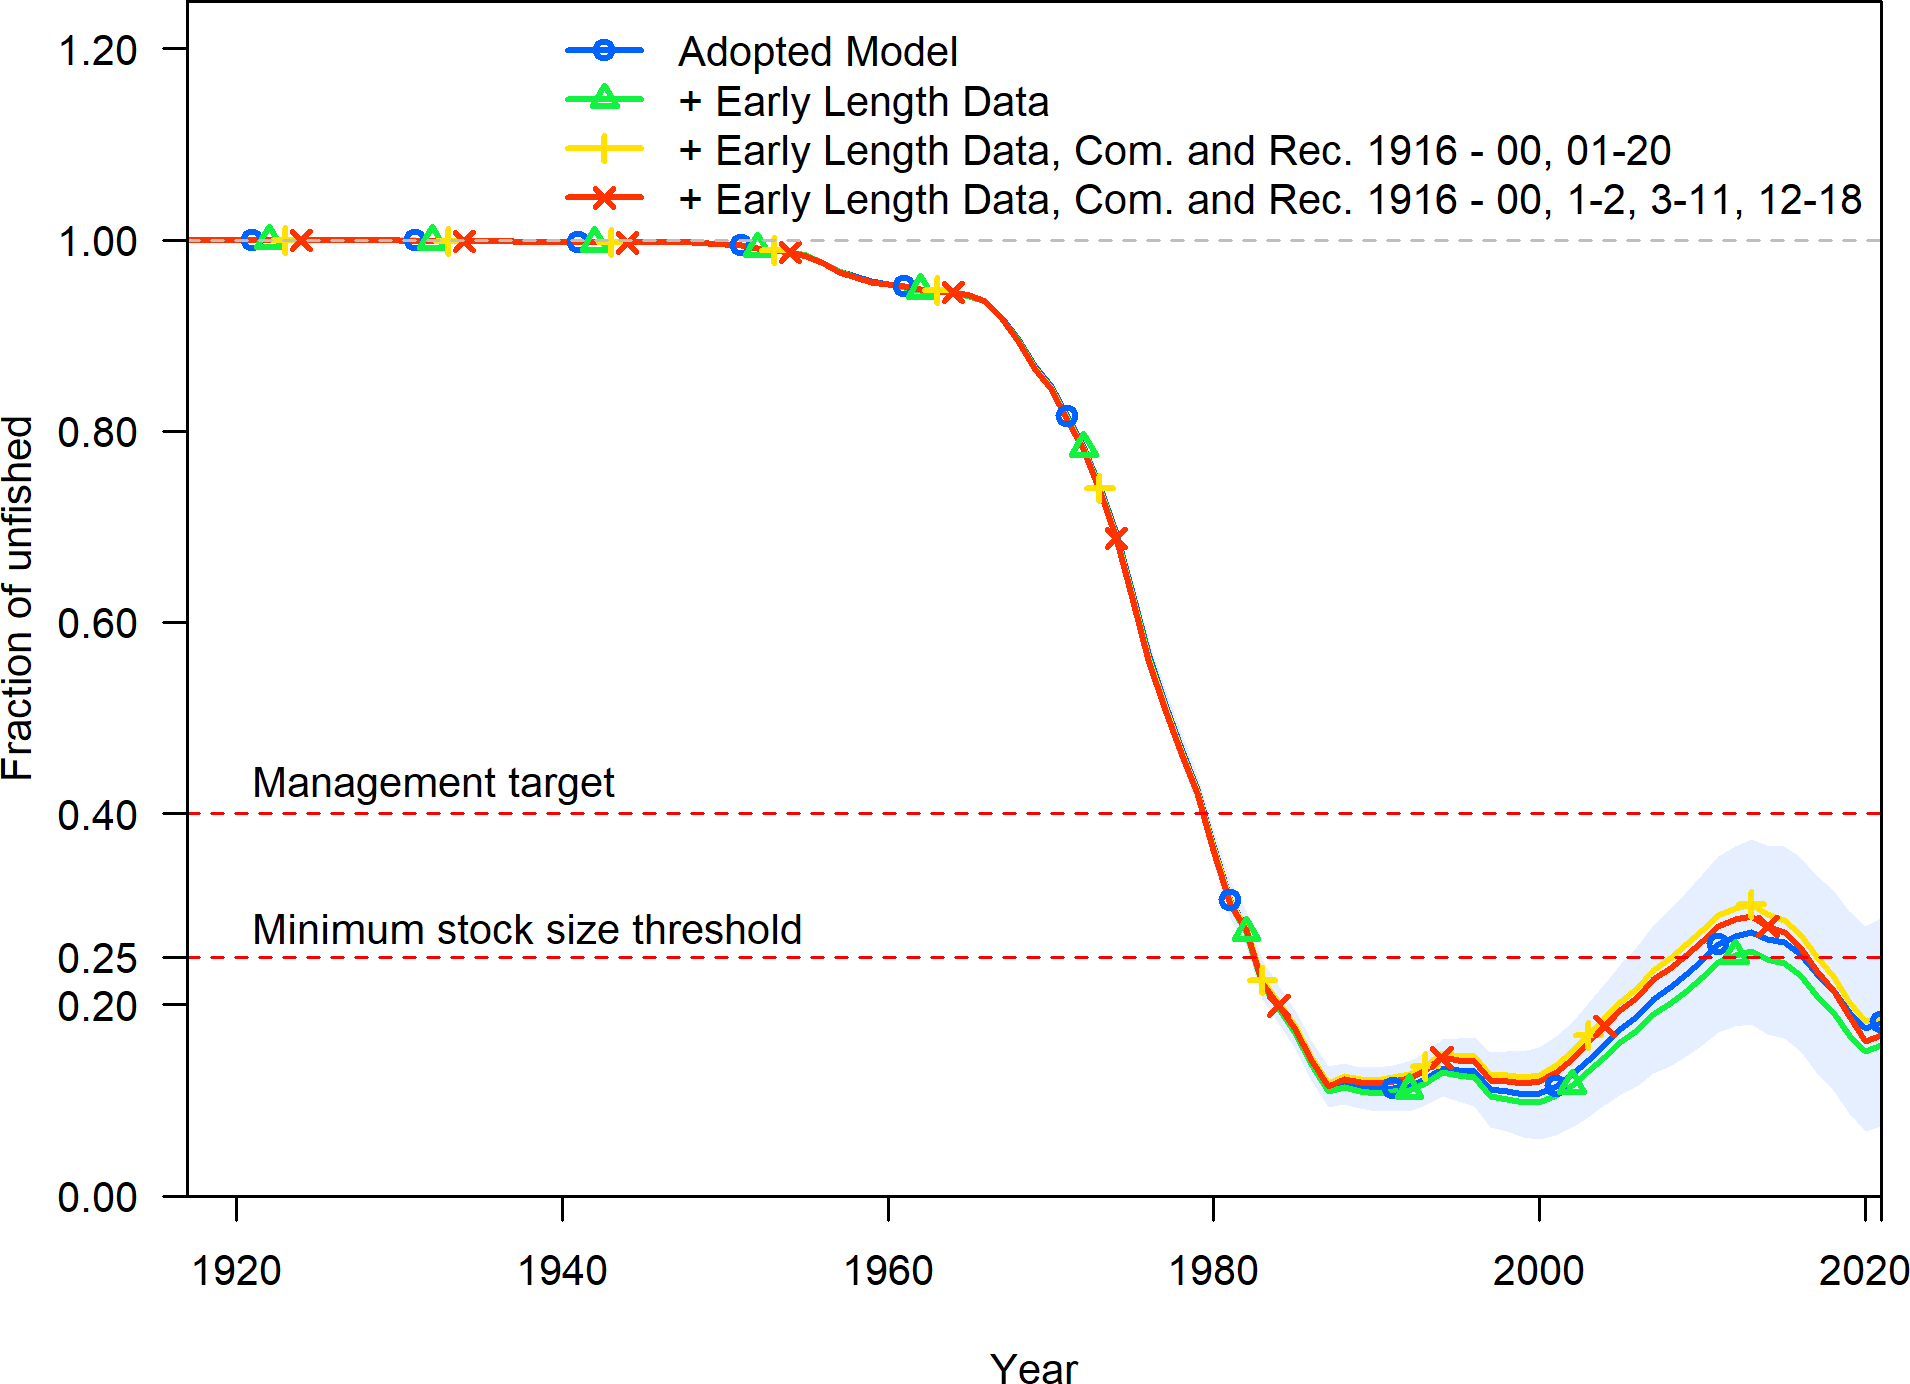 Adopted Model
+ Early Length Data
+ Early Length Data, Com. and Rec. 1916 - 00, 01-20
+ Early Length Data, Com. and Rec. 1916 - 00, 1-2, 3-11, 12-18
Fraction of unfished
1.20
1.00
0.80
0.60
0.40
0.25
0.20
0.00
Management target
Minimum stock size threshold
1920
1940
1960
1980
2000
2020
Year